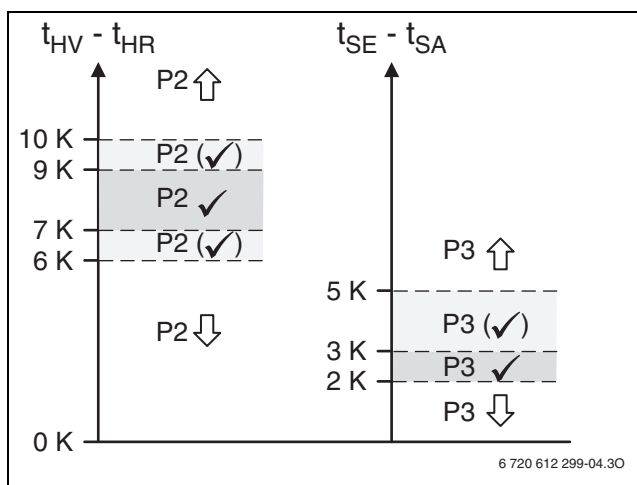 t_HV - t_HR
t_SE - t_SA
P2
10 K
P2 (✓)
9 K
P2 ✓
7 K
P2 (✓)
6 K
P2
P3
5 K
P3 (✓)
3 K
P3 ✓
2 K
P3
0 K
6 720 612 299-04.3O